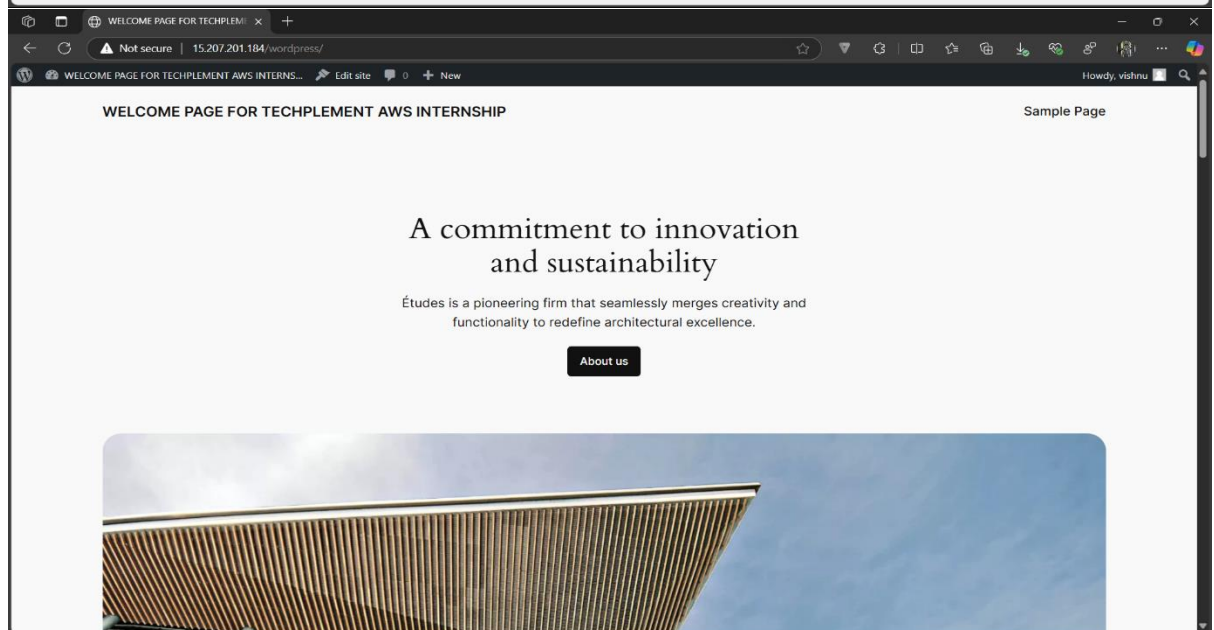 WELCOME PAGE FOR TECHPLEME
Not secure | 15.207.201.184/wordpress/
WELCOME PAGE FOR TECHPLEMENT AWS INTERNS... Edit site 0 New Howdy, vishnu
WELCOME PAGE FOR TECHPLEMENT AWS INTERNSHIP Sample Page
A commitment to innovation
and sustainability
Études is a pioneering firm that seamlessly merges creativity and
functionality to redefine architectural excellence.
About us